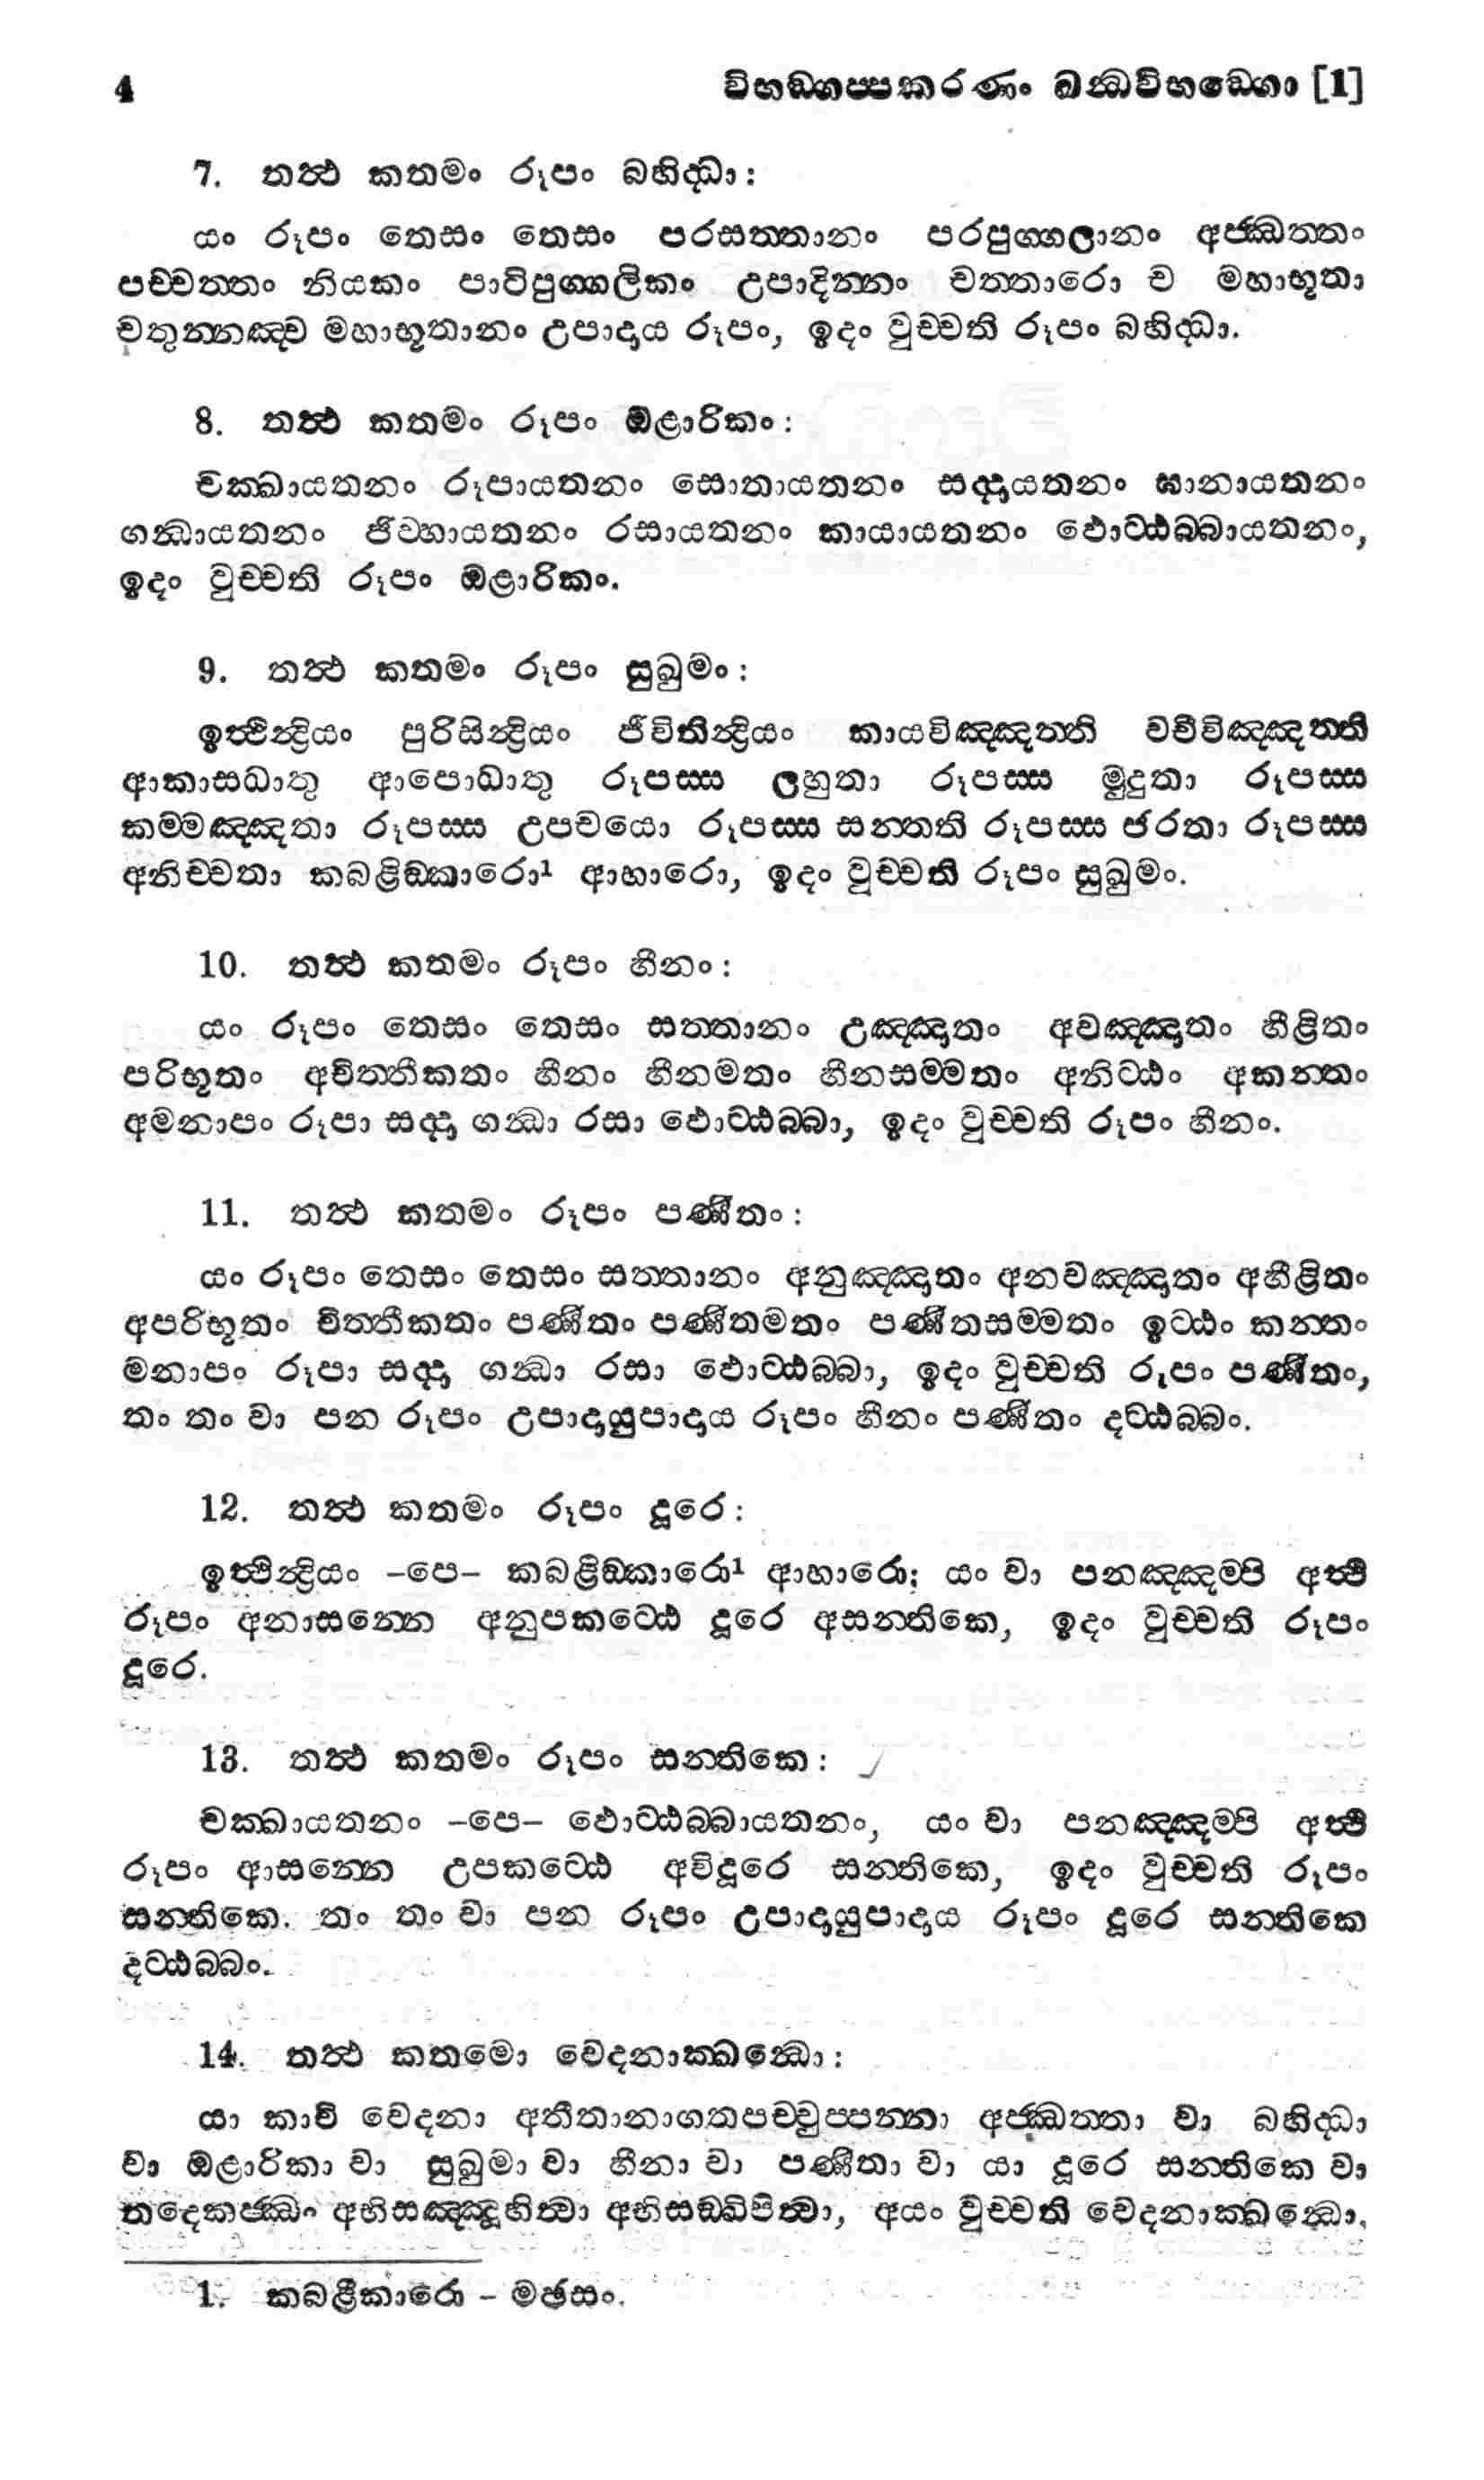 4 විභඞ්ගප්පකරණං ඛන්ධවිභඞ්ගො [1]
7. තත්ථ කතමං රූපං බහිද්ධා:
යං රූපං තෙසං තෙසං පරසත්තානං පරපුග්ගලානං අජ්ඣත්තං
පච්චත්තං නියකං පාටිපුග්ගලිකං උපාදින්නං චත්තාරො ච මහාභූතා
චතුන්නඤ්ච මහාභූතානං උපාදාය රූපං, ඉදං වුච්චති රූපං බහිද්ධා.
8. තත්ථ කතමං රූපං ඔළාරිකං:
චක්ඛායතනං රූපායතනං සොතායතනං සද්දායතනං ඝානායතනං
ගන්ධායතනං ජිව්හායතනං රසායතනං කායායතනං ඵොට්ඨබ්බායතනං,
ඉදං වුච්චති රූපං ඔළාරිකං.
9. තත්ථ කතමං රූපං සුඛුමං:
ඉත්ථින්ද්‍රියං පුරිසින්ද්‍රියං ජීවිතින්ද්‍රියං කායවිඤ්ඤත්ති වචීවිඤ්ඤත්ති
ආකාසධාතු ආපොධාතු රූපස්ස ලහුතා රූපස්ස මුදුතා රූපස්ස
කම්මඤ්ඤතා රූපස්ස උපචයො රූපස්ස සන්තති රූපස්ස ජරතා රූපස්ස
අනිච්චතා කබළිඞ්කාරො¹ ආහාරො, ඉදං වුච්චති රූපං සුඛුමං.
10. තත්ථ කතමං රූපං හීනං:
යං රූපං තෙසං තෙසං සත්තානං උඤ්ඤාතං අවඤ්ඤාතං හීළිතං
පරිභූතං අචිත්තීකතං හීනං හීනමතං හීනසම්මතං අනිට්ඨං අකන්තං
අමනාපං රූපා සද්දා ගන්ධා රසා ඵොට්ඨබ්බා, ඉදං වුච්චති රූපං හීනං.
11. තත්ථ කතමං රූපං පණීතං:
යං රූපං තෙසං තෙසං සත්තානං අනුඤ්ඤාතං අනවඤ්ඤාතං අහීළිතං
අපරිභූතං චිත්තීකතං පණීතං පණීතමතං පණීතසම්මතං ඉට්ඨං කන්තං
මනාපං රූපා සද්දා ගන්ධා රසා ඵොට්ඨබ්බා, ඉදං වුච්චති රූපං පණීතං,
තං තං වා පන රූපං උපාදායුපාදාය රූපං හීනං පණීතං දට්ඨබ්බං.
12. තත්ථ කතමං රූපං දූරෙ:
ඉත්ථින්ද්‍රියං –පෙ– කබළිඞ්කාරො¹ ආහාරො; යං වා පනඤ්ඤම්පි අත්ථි
රූපං අනාසන්නෙ අනුපකට්ඨෙ දූරෙ අසන්තිකෙ, ඉදං වුච්චති රූපං
දූරෙ.
13. තත්ථ කතමං රූපං සන්තිකෙ:
චක්ඛායතනං –පෙ– ඵොට්ඨබ්බායතනං, යං වා පනඤ්ඤම්පි අත්ථි
රූපං ආසන්නෙ උපකට්ඨෙ අවිදූරෙ සන්තිකෙ, ඉදං වුච්චති රූපං
සන්තිකෙ. තං තං වා පන රූපං උපාදායුපාදාය රූපං දූරෙ සන්තිකෙ
දට්ඨබ්බං.
14. තත්ථ කතමො වෙදනාක්ඛන්ධො:
යා කාචි වෙදනා අතීතානාගතපච්චුප්පන්නා අජ්ඣත්තා වා බහිද්ධා
වා ඔළාරිකා වා සුඛුමා වා හීනා වා පණීතා වා යා දූරෙ සන්තිකෙ වා
තදෙකජ්ඣං අභිසඤ්ඤූහිත්වා අභිසඞ්ඛිපිත්වා, අයං වුච්චති වෙදනාක්ඛන්ධො.
1. කබළීකාරො – මඡසං.